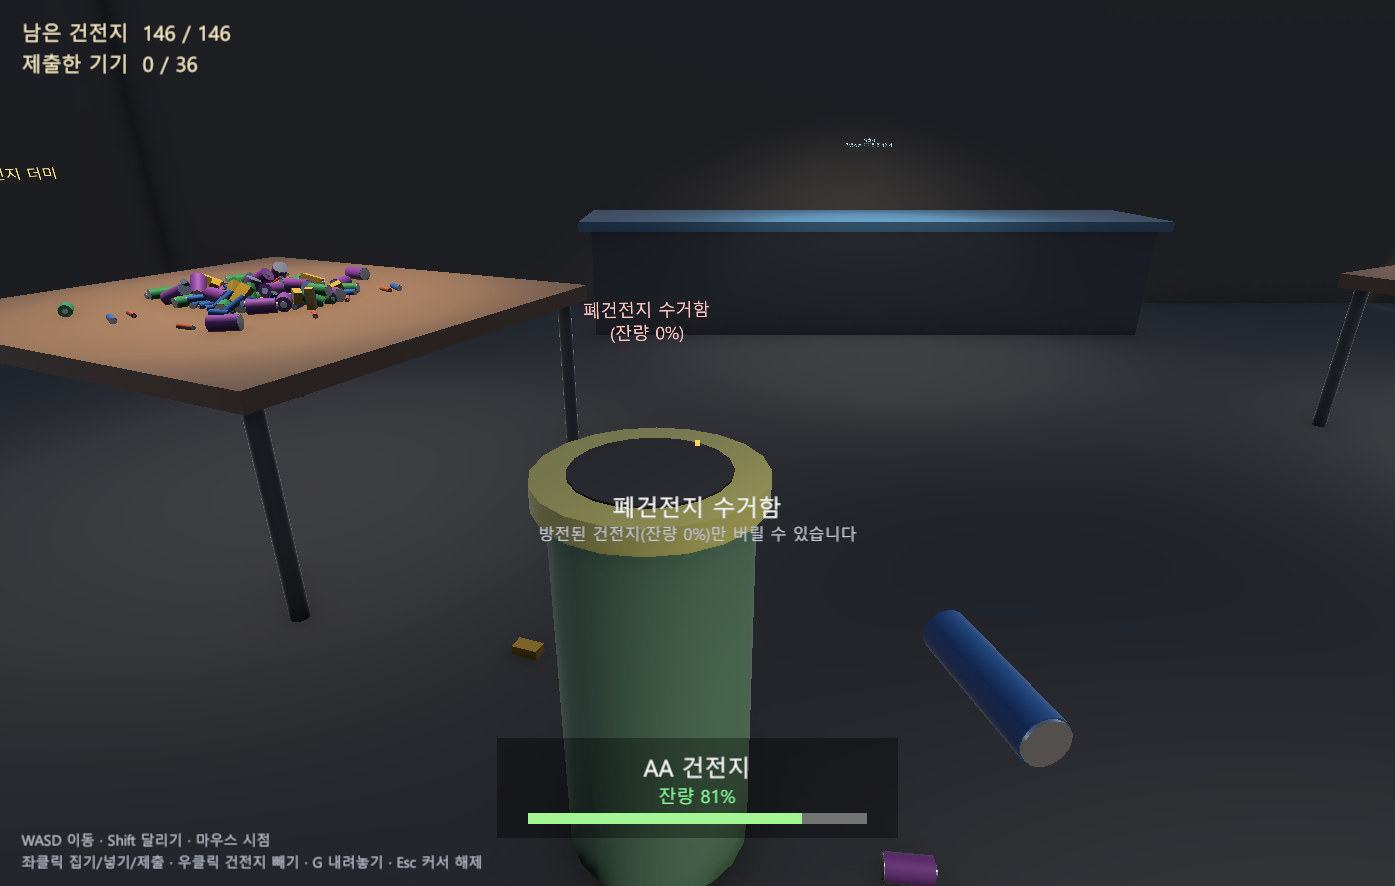 남은 건전지 146 / 146
제출한 기기 0 / 36
더미
폐건전지 수거함
(잔량 0%)
폐건전지 수거함
방전된 건전지(잔량 0%)만 버릴 수 있습니다
AA 건전지
잔량 81%
WASD 이동 · Shift 달리기 · 마우스 시점
좌클릭 집기/넣기/제출 · 우클릭 건전지 빼기 · G 내려놓기 · Esc 커서 해제